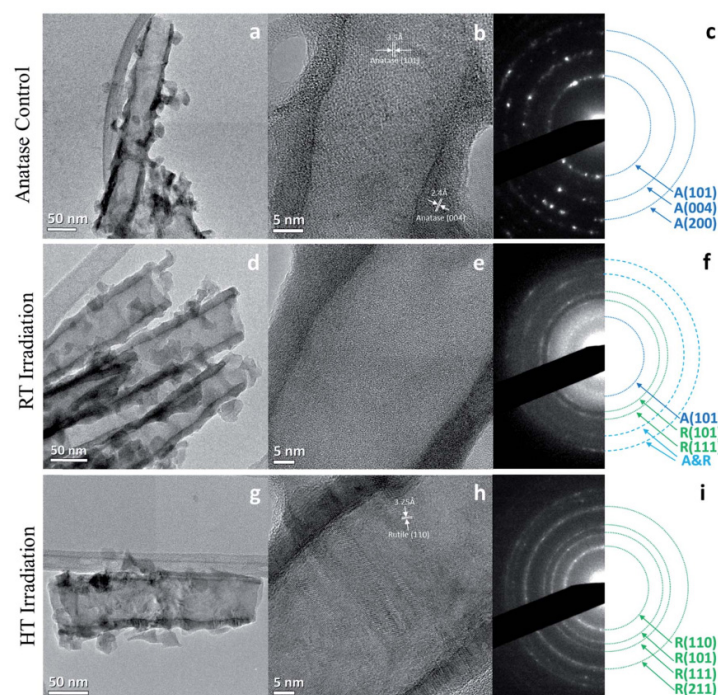 Anatase Control
a
50 nm
b
3.5Å
Anatase (101)
2.4Å
Anatase (004)
5 nm
c
A(101)
A(004)
A(200)
RT Irradiation
d
50 nm
e
5 nm
f
A(101
R(101
R(111
A&R
HT Irradiation
g
50 nm
h
3.25Å
Rutile (110)
5 nm
i
R(110)
R(101)
R(111)
R(211)